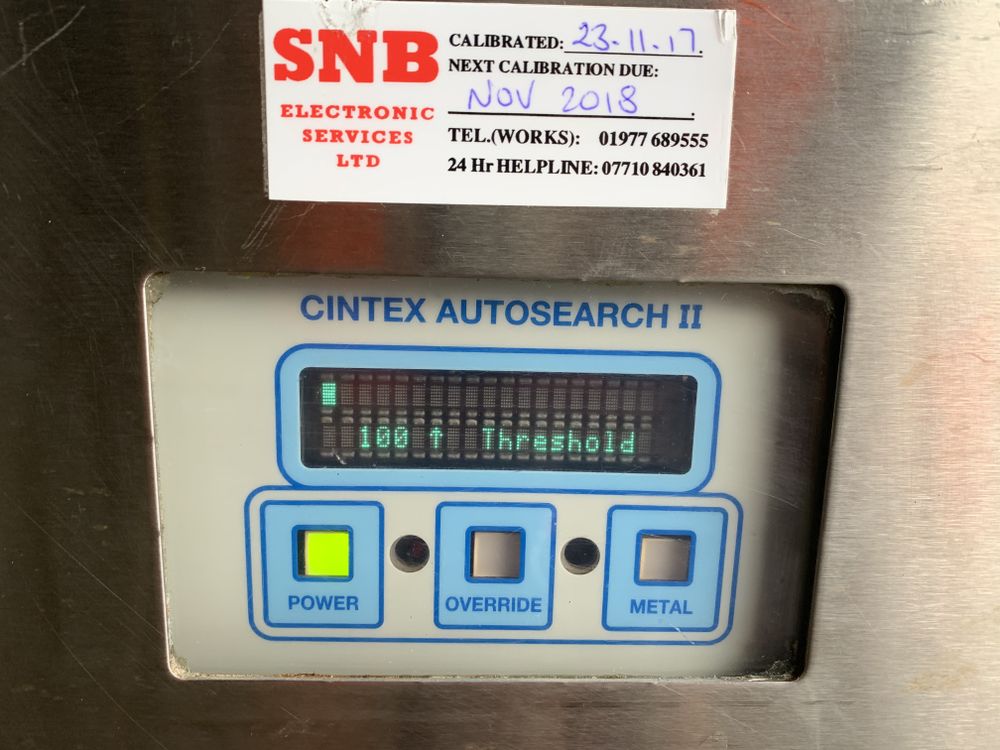 SNB
ELECTRONIC
SERVICES
LTD
CALIBRATED: 23-11-17.
NEXT CALIBRATION DUE:
NOV 2018.
TEL.(WORKS): 01977 689555
24 Hr HELPLINE: 07710 840361
CINTEX AUTOSEARCH II
100 ↑ Threshold
POWER
OVERRIDE
METAL